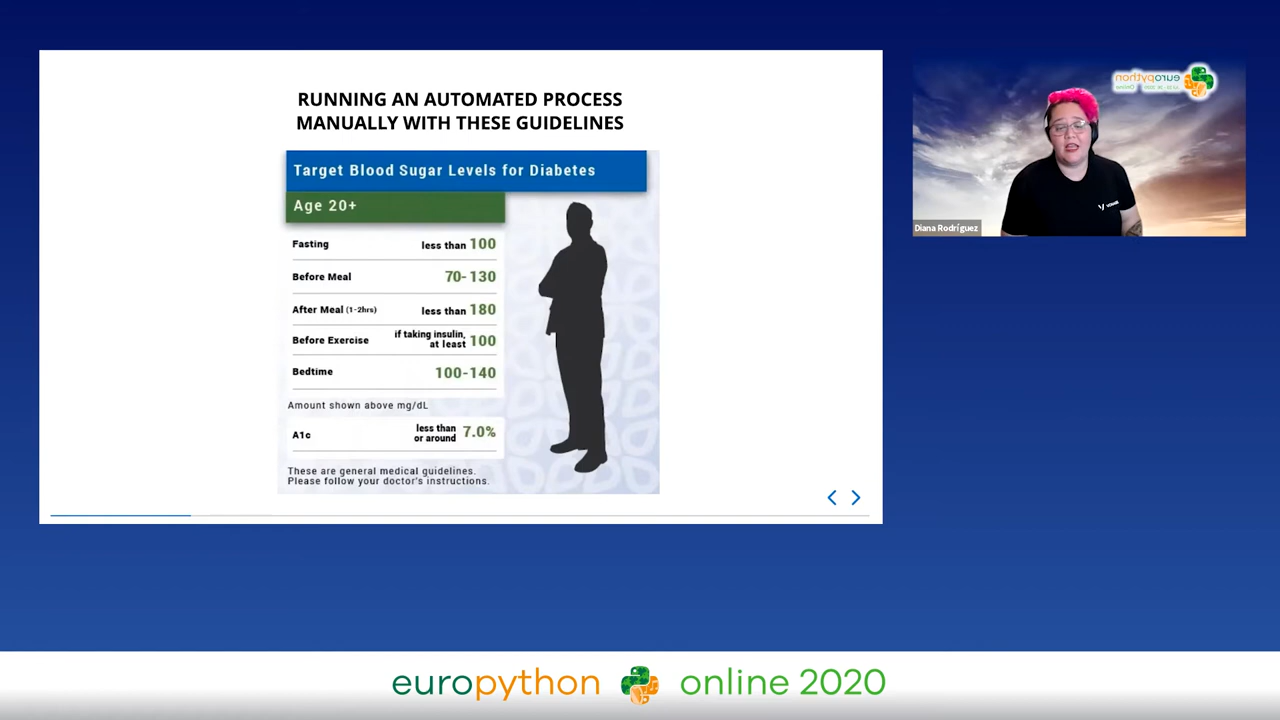 RUNNING AN AUTOMATED PROCESS
MANUALLY WITH THESE GUIDELINES
Target Blood Sugar Levels for Diabetes
Age 20+
Fasting less than 100
Before Meal 70-130
After Meal (1-2hrs) less than 180
Before Exercise if taking insulin, at least 100
Bedtime 100-140
Amount shown above mg/dL
A1c less than or around 7.0%
These are general medical guidelines.
Please follow your doctor's instructions.
europython
Online
Diana Rodríguez
europython online 2020